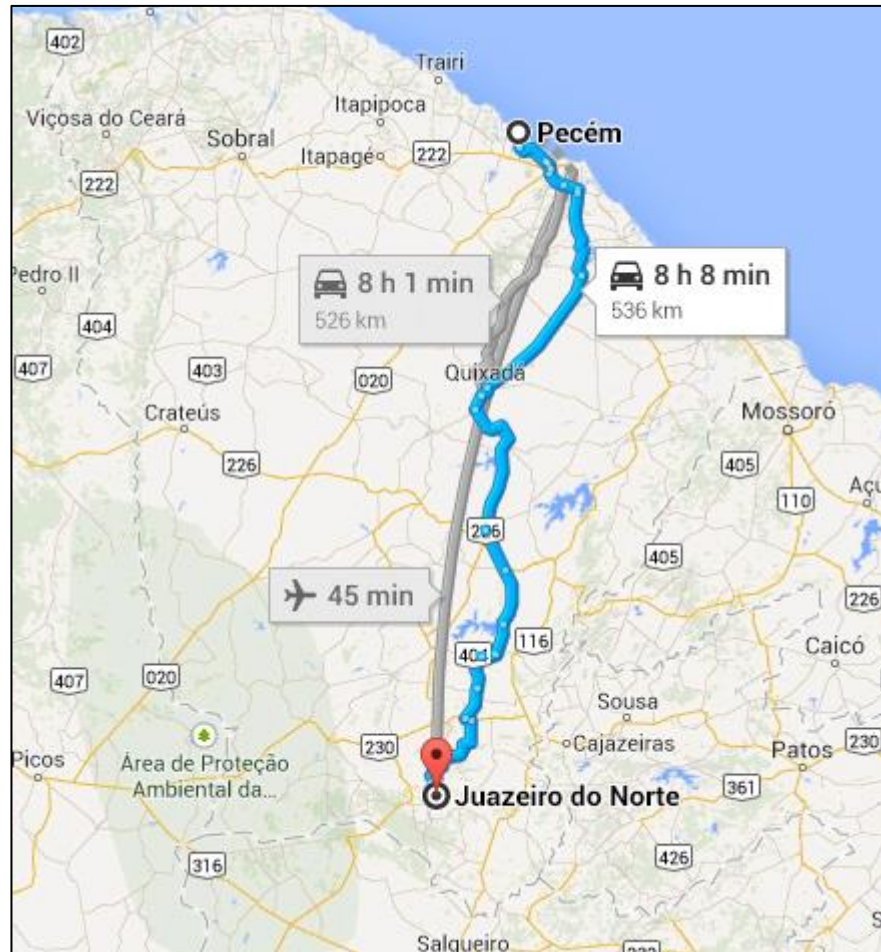 402
Trairi
Itapipoca
Pecém
Viçosa do Ceará
Sobral
Itapagé
222
222
Pedro II
8 h 1 min
526 km
8 h 8 min
536 km
404
407
403
020
Quixadá
Crateús
Mossoró
226
405
110
Açu
226
405
45 min
226
404
116
Caicó
407
020
Sousa
230
Cajazeiras
230
Picos
Área de Proteção
Ambiental da...
Patos
Juazeiro do Norte
361
316
426
Salgueiro
232
S